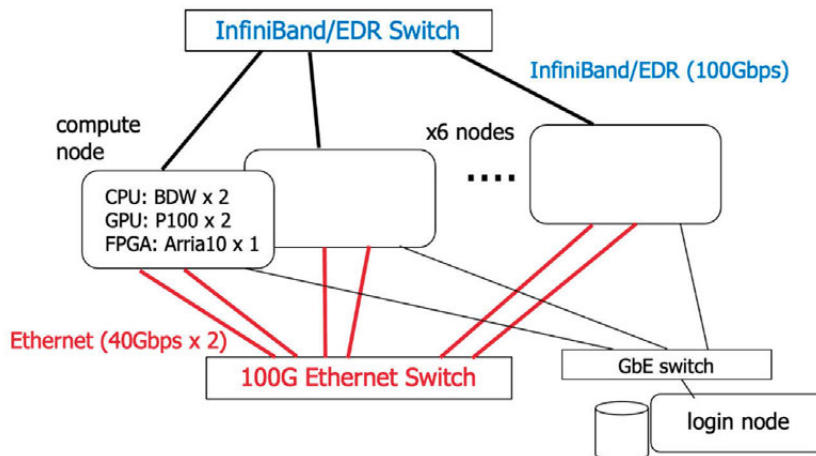 InfiniBand/EDR Switch
InfiniBand/EDR (100Gbps)
compute
node
x6 nodes
CPU: BDW x 2
GPU: P100 x 2
FPGA: Arria10 x 1
Ethernet (40Gbps x 2)
100G Ethernet Switch
GbE switch
login node